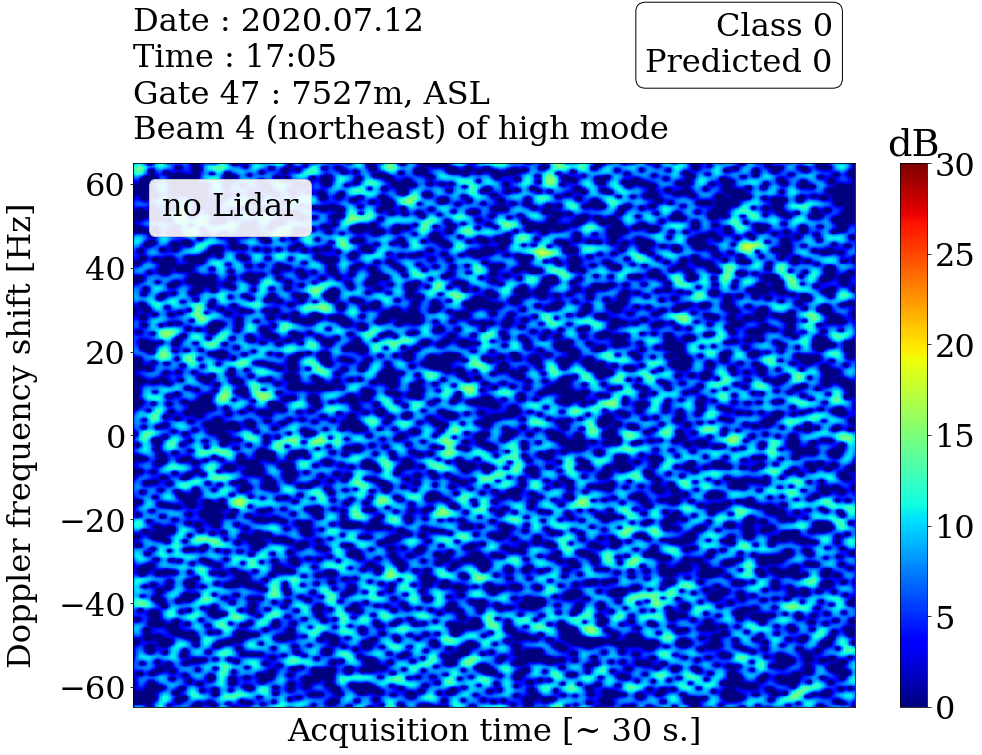 Date : 2020.07.12
Time : 17:05
Gate 47 : 7527m, ASL
Beam 4 (northeast) of high mode
Class 0
Predicted 0
dB
no Lidar
Doppler frequency shift [Hz]
60
40
20
0
−20
−40
−60
30
25
20
15
10
5
0
Acquisition time [~ 30 s.]